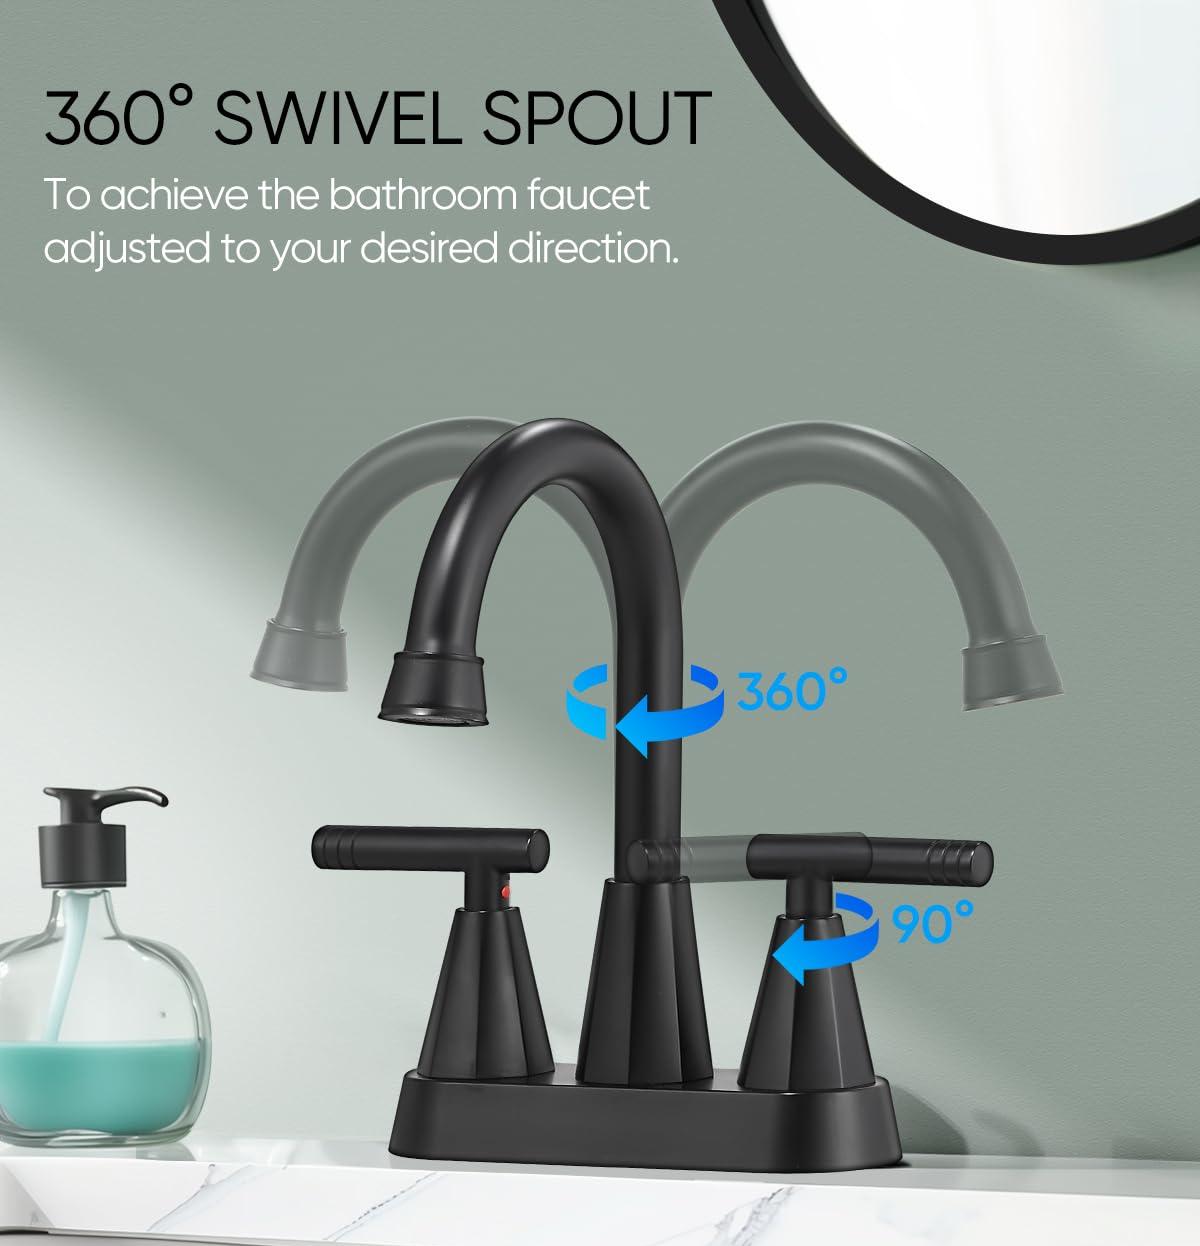 360° SWIVEL SPOUT
To achieve the bathroom faucet
adjusted to your desired direction.
360°
90°